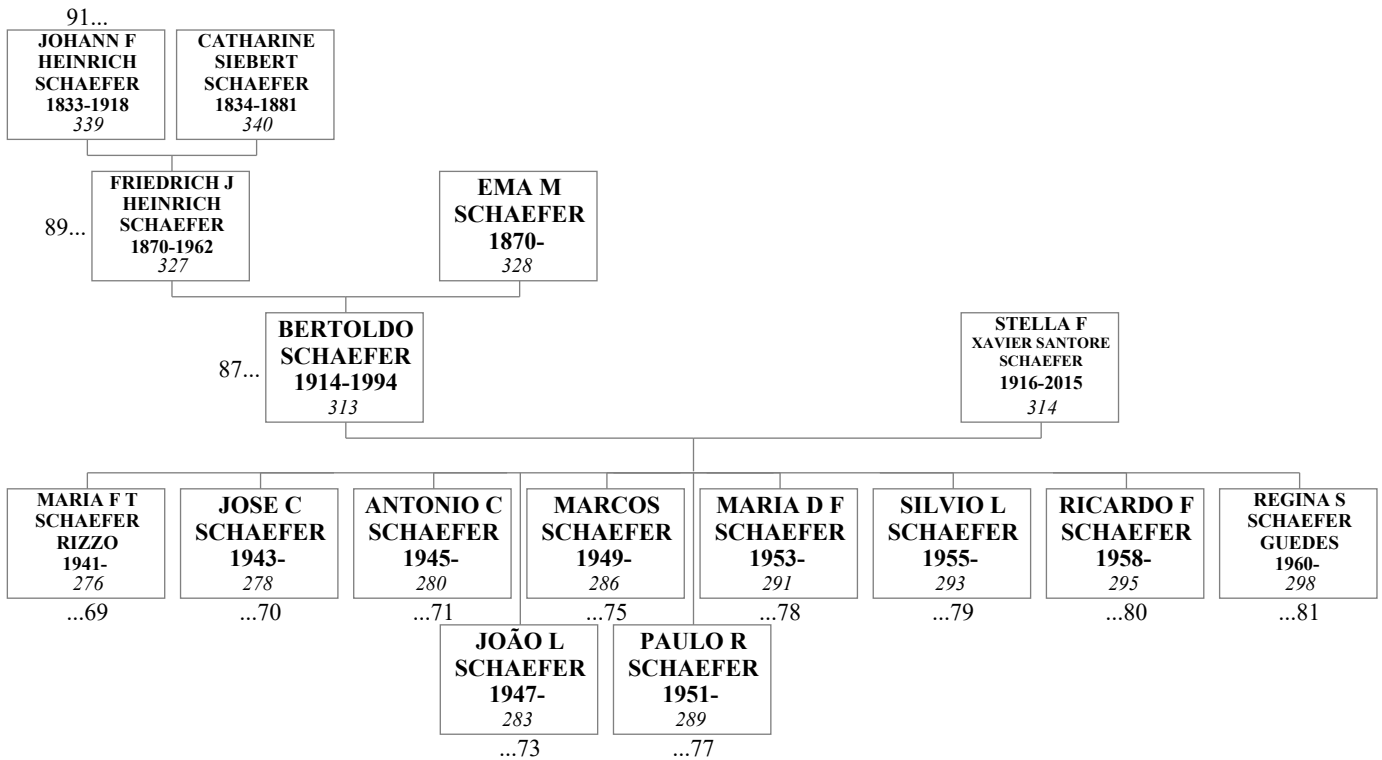 91...
JOHANN F
HEINRICH
SCHAEFER
1833-1918
339
CATHARINE
SIEBERT
SCHAEFER
1834-1881
340
89...
FRIEDRICH J
HEINRICH
SCHAEFER
1870-1962
327
EMA M
SCHAEFER
1870-
328
87...
BERTOLDO
SCHAEFER
1914-1994
313
STELLA F
XAVIER SANTORE
SCHAEFER
1916-2015
314
MARIA F T
SCHAEFER
RIZZO
1941-
276
...69
JOSE C
SCHAEFER
1943-
278
...70
ANTONIO C
SCHAEFER
1945-
280
...71
MARCOS
SCHAEFER
1949-
286
...75
MARIA D F
SCHAEFER
1953-
291
...78
SILVIO L
SCHAEFER
1955-
293
...79
RICARDO F
SCHAEFER
1958-
295
...80
REGINA S
SCHAEFER
GUEDES
1960-
298
...81
JOÃO L
SCHAEFER
1947-
283
...73
PAULO R
SCHAEFER
1951-
289
...77